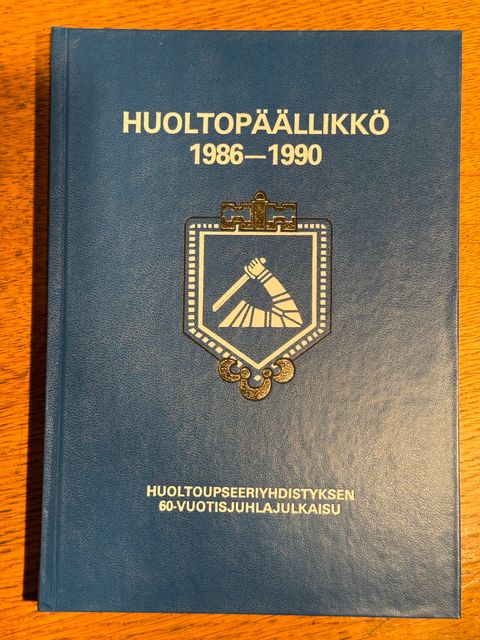 HUOLTOPÄÄLLIKKÖ
1986—1990
HUOLTOUPSEERIYHDISTYKSEN
60-VUOTISJUHLAJULKAISU